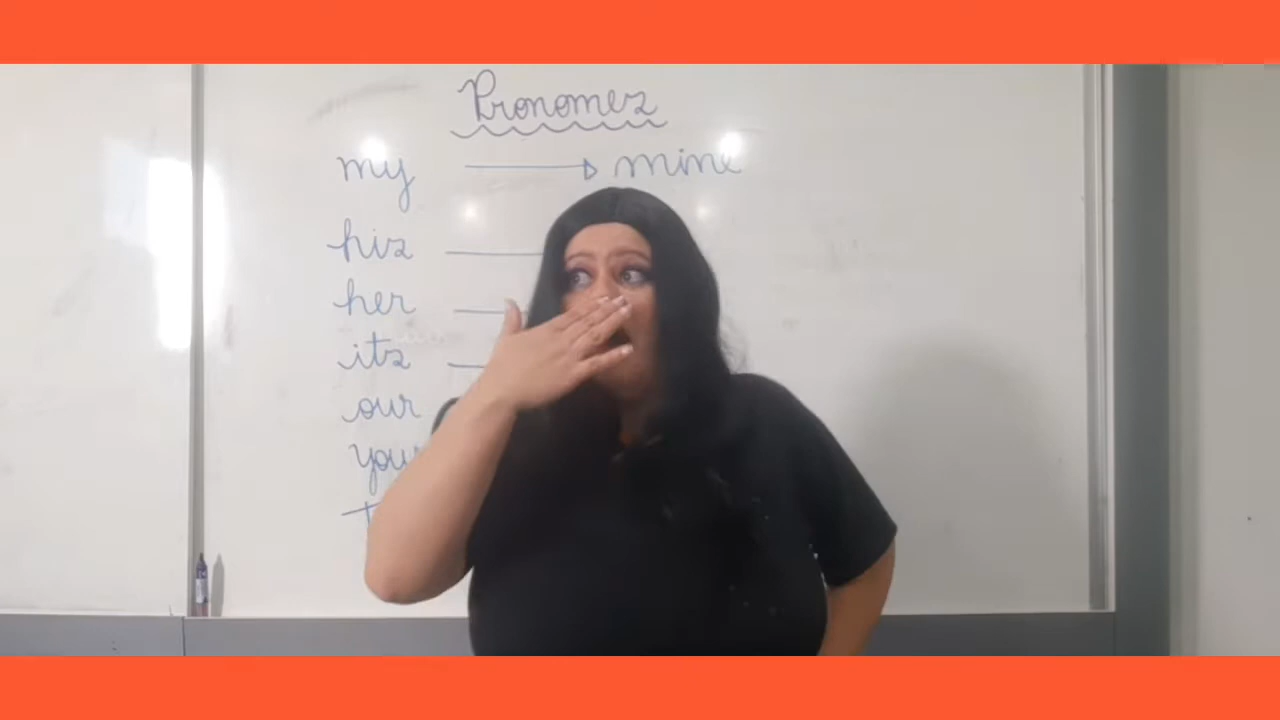 Pronomes
my → mine
his
her
its
our